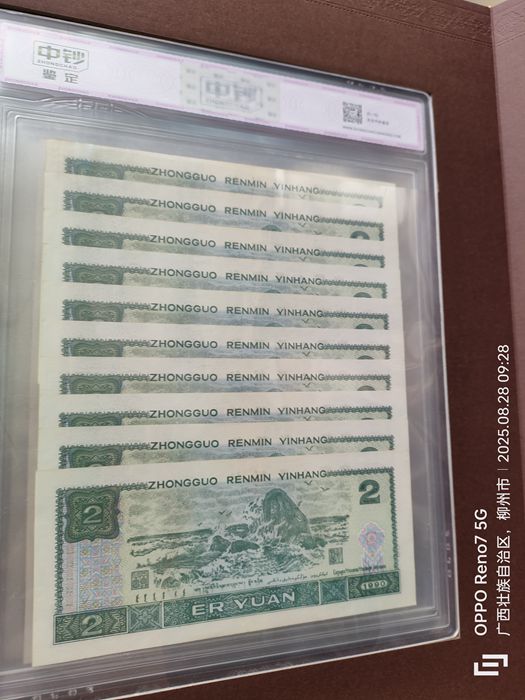 中钞
ZHONGCHAO
鉴定
中钞
ZHONGGUO RENMIN YINHANG
2
ZHONGGUO RENMIN YINHANG
2
ZHONGGUO RENMIN YINHANG
ZHONGGUO RENMIN YINHANG
ZHONGGUO RENMIN YINHANG
ZHONGGUO RENMIN YINHANG
ZHONGGUO RENMIN YINHANG
ZHONGGUO RENMIN YINHANG
ZHONGGUO RENMIN YINHANG
ZHONGGUO RENMIN YINHANG
2
2
ER YUAN
1990
2
OPPO Reno7 5G
广西壮族自治区，柳州市 | 2025.08.28 09:28